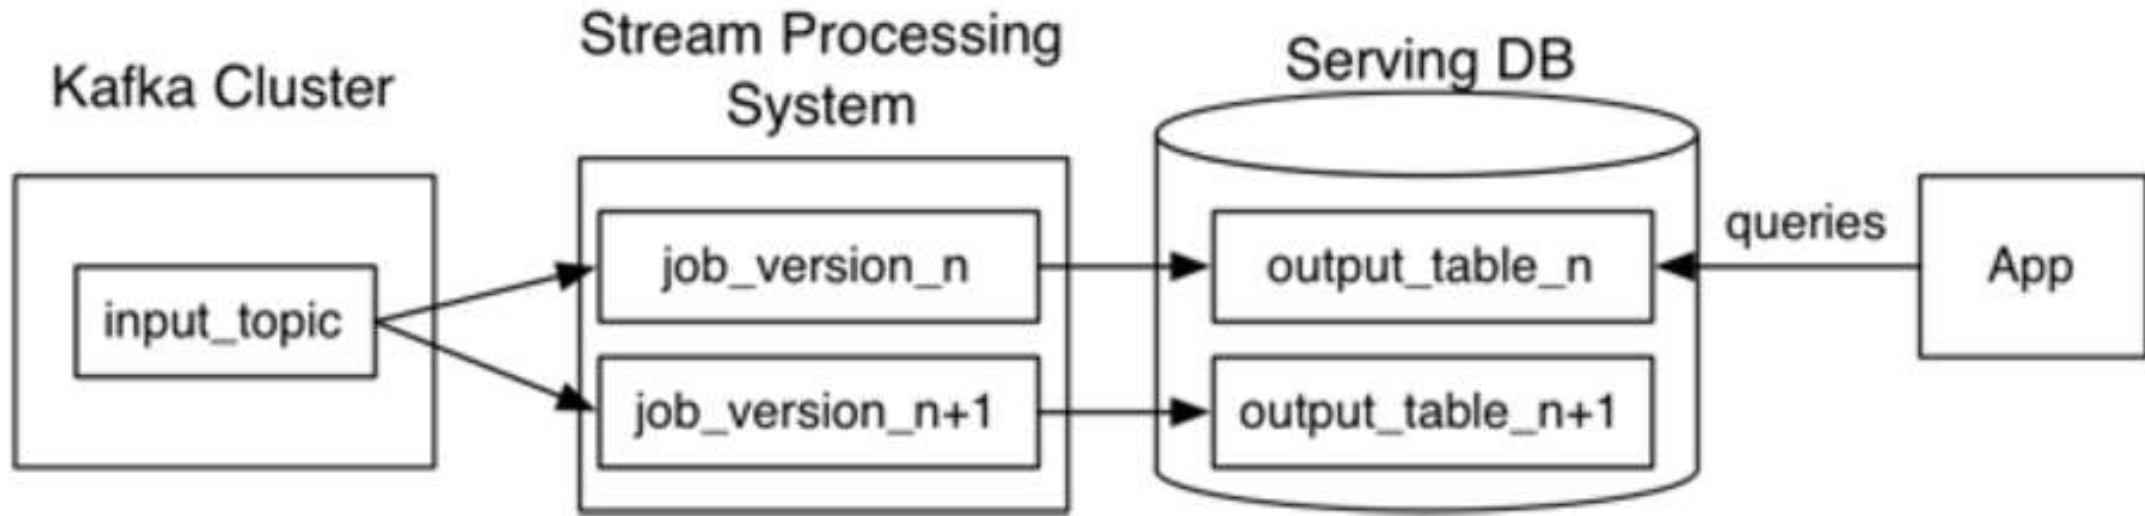 Kafka Cluster
Stream Processing
System
Serving DB
input_topic
job_version_n
job_version_n+1
output_table_n
output_table_n+1
queries
App